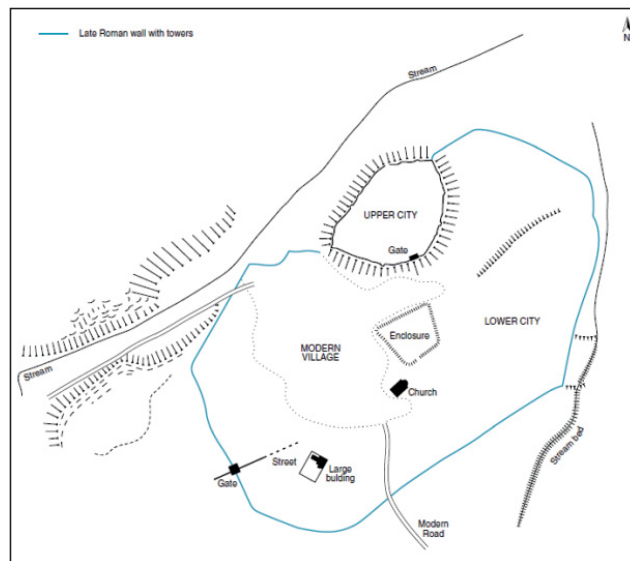 Late Roman wall with towers
N
Stream
UPPER CITY
Gate
LOWER CITY
Enclosure
MODERN
VILLAGE
Stream
Church
Stream bed
Street
Large
bulding
Gate
Modern
Road